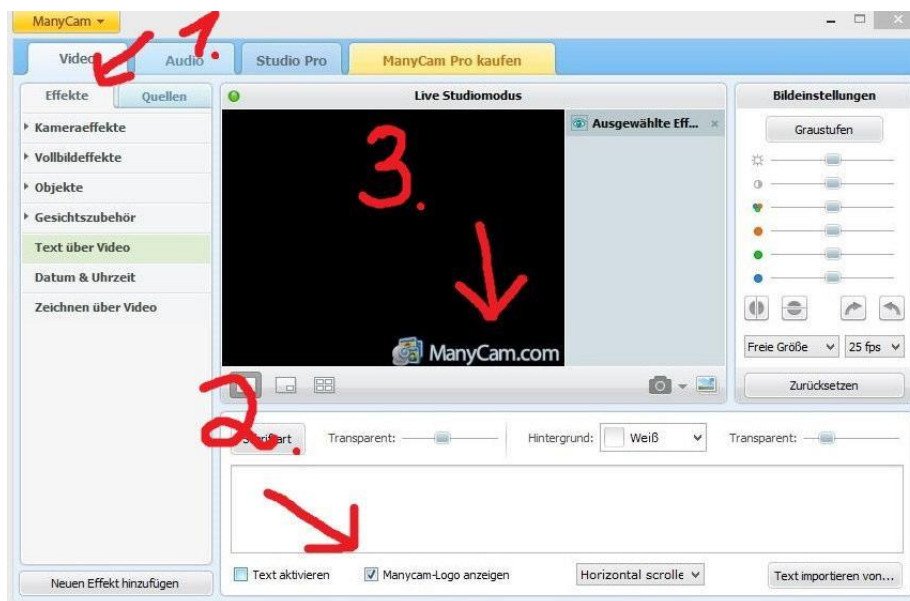 ManyCam
1.
Video
Audio
Studio Pro
ManyCam Pro kaufen
Effekte
Quellen
Live Studiomodus
Bildeinstellungen
Kameraeffekte
Ausgewählte Eff...
Graustufen
Vollbildeffekte
3.
Objekte
Gesichtszubehör
Text über Video
Datum & Uhrzeit
Zeichnen über Video
ManyCam.com
Freie Größe
25 fps
Zurücksetzen
2.
Transparent:
Hintergrund:
Weiß
Transparent:
Text aktivieren
Manycam-Logo anzeigen
Horizontal scrolle
Text importieren von...
Neuen Effekt hinzufügen